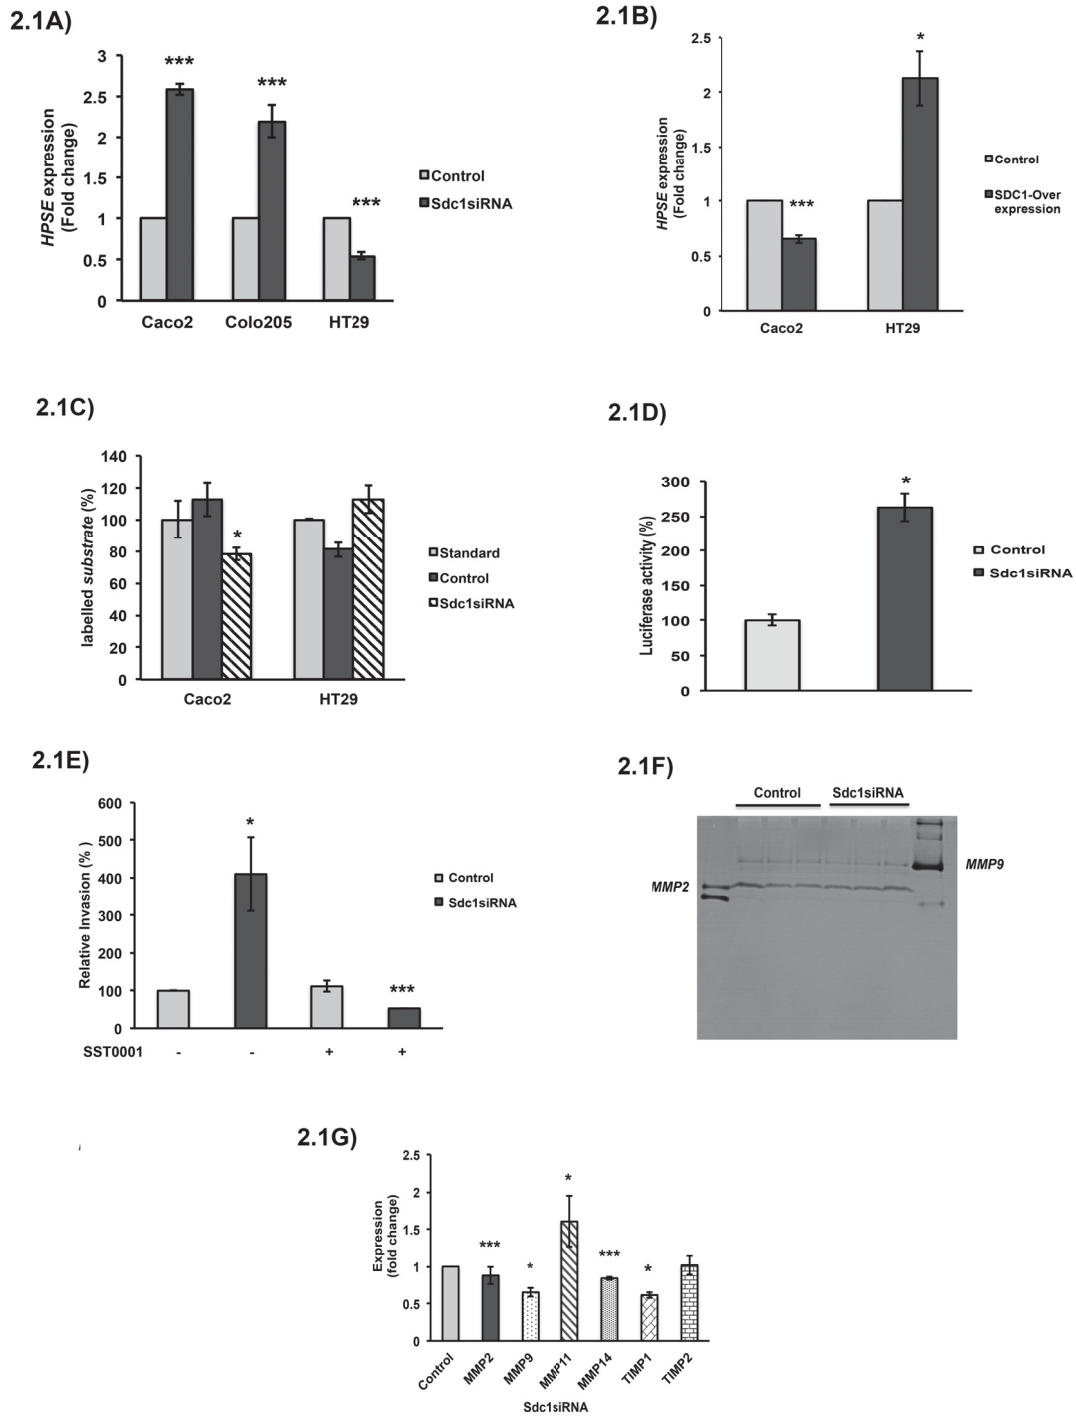 2.1A)
3
2.5
2
1.5
1
0.5
0
HPSE expression
(Fold change)
***
***
***
Control
Sdc1siRNA
Caco2 Colo205 HT29
2.1B)
2.5
2
1.5
1
0.5
0
HPSE expression
(Fold change)
***
*
Control
SDC1-Over
expression
Caco2 HT29
2.1C)
140
120
100
80
60
40
20
0
labelled substrate (%)
*
Standard
Control
Sdc1siRNA
Caco2 HT29
2.1D)
300
250
200
150
100
50
0
Luciferase activity (%)
*
Control
Sdc1siRNA
2.1E)
600
500
400
300
200
100
0
Relative Invasion (% )
*
***
Control
Sdc1siRNA
SST0001 - - + +
2.1F)
Control Sdc1siRNA
MMP9
MMP2
2.1G)
2.5
2
1.5
1
0.5
0
Expression
(fold change)
***
*
*
***
*
Control MMP2 MMP9 MMP11 MMP14 TIMP1 TIMP2
Sdc1siRNA